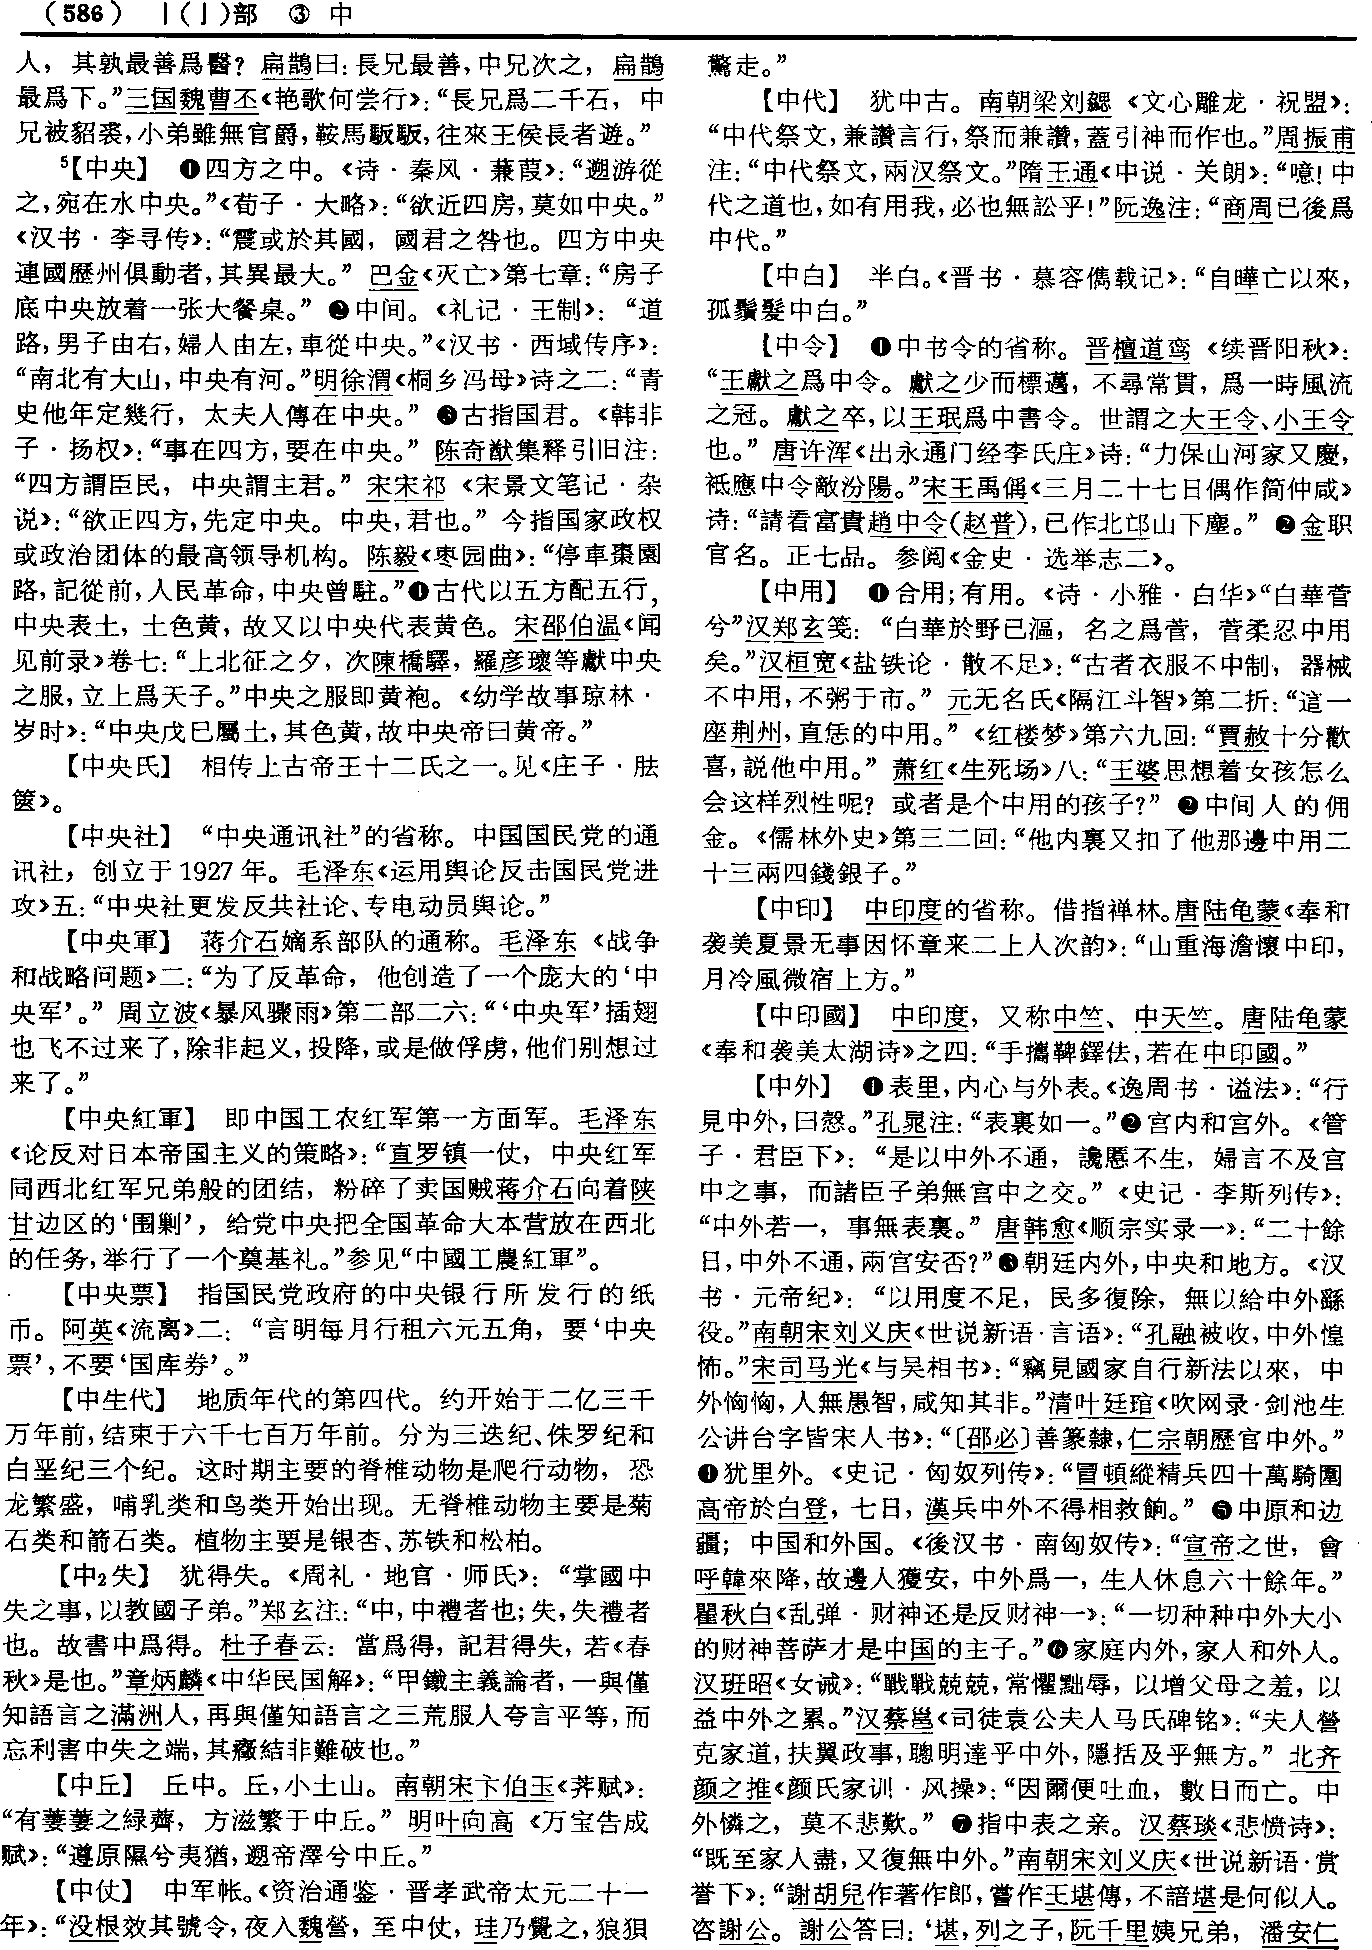 （586） 丨（亅）部 ③ 中
人，其孰最善爲醫？扁鹊曰：長兄最善，中兄次之，扁鹊
最爲下。”三国魏曹丕《艳歌何尝行》：“長兄爲二千石，中
兄被貂裘，小弟雖無官爵，鞍馬馺馺，往來王侯長者遊。”
⁵【中央】 ❶四方之中。《诗·秦风·蒹葭》：“遡游從
之，宛在水中央。”《荀子·大略》：“欲近四房，莫如中央。”
《汉书·李寻传》：“震或於其國，國君之咎也。四方中央
連國歷州俱動者，其異最大。” 巴金《灭亡》第七章：“房子
底中央放着一张大餐桌。” ❷中间。《礼记·王制》：“道
路，男子由右，婦人由左，車從中央。”《汉书·西域传序》：
“南北有大山，中央有河。”明徐渭《桐乡冯母》诗之二：“青
史他年定幾行，太夫人傳在中央。” ❸古指国君。《韩非
子·扬权》：“事在四方，要在中央。” 陈奇猷集释引旧注：
“四方謂臣民，中央謂主君。” 宋宋祁《宋景文笔记·杂
说》：“欲正四方，先定中央。中央，君也。” 今指国家政权
或政治团体的最高领导机构。陈毅《枣园曲》：“停車棗園
路，記從前，人民革命，中央曾駐。”❹古代以五方配五行，
中央表土，土色黄，故又以中央代表黄色。宋邵伯温《闻
见前录》卷七：“上北征之夕，次陳橋驛，羅彦瓌等獻中央
之服，立上爲天子。”中央之服即黄袍。《幼学故事琼林·
岁时》：“中央戊巳屬土，其色黄，故中央帝曰黄帝。”
【中央氏】 相传上古帝王十二氏之一。见《庄子·胠
箧》。
【中央社】 “中央通讯社”的省称。中国国民党的通
讯社，创立于1927年。毛泽东《运用舆论反击国民党进
攻》五：“中央社更发反共社论、专电动员舆论。”
【中央軍】 蒋介石嫡系部队的通称。毛泽东《战争
和战略问题》二：“为了反革命，他创造了一个庞大的‘中
央军’。” 周立波《暴风骤雨》第二部二六：“‘中央军’插翅
也飞不过来了，除非起义，投降，或是做俘虏，他们别想过
来了。”
【中央紅軍】 即中国工农红军第一方面军。毛泽东
《论反对日本帝国主义的策略》：“直罗镇一仗，中央红军
同西北红军兄弟般的团结，粉碎了卖国贼蒋介石向着陕
甘边区的‘围剿’，给党中央把全国革命大本营放在西北
的任务，举行了一个奠基礼。”参见“中國工農紅軍”。
【中央票】 指国民党政府的中央银行所发行的纸
币。阿英《流离》二：“言明每月行租六元五角，要‘中央
票’，不要‘国库券’。”
【中生代】 地质年代的第四代。约开始于二亿三千
万年前，结束于六千七百万年前。分为三迭纪、侏罗纪和
白垩纪三个纪。这时期主要的脊椎动物是爬行动物，恐
龙繁盛，哺乳类和鸟类开始出现。无脊椎动物主要是菊
石类和箭石类。植物主要是银杏、苏铁和松柏。
【中₂失】 犹得失。《周礼·地官·师氏》：“掌國中
失之事，以教國子弟。”郑玄注：“中，中禮者也；失，失禮者
也。故書中爲得。杜子春云：當爲得，記君得失，若《春
秋》是也。”章炳麟《中华民国解》：“甲鐵主義論者，一與僅
知語言之滿洲人，再與僅知語言之三荒服人夸言平等，而
忘利害中失之端，其癥結非難破也。”
【中丘】 丘中。丘，小土山。南朝宋卞伯玉《荠赋》：
“有萋萋之緑薺，方滋繁于中丘。” 明叶向高《万宝告成
赋》：“遵原隰兮夷猶，遡帝澤兮中丘。”
【中仗】 中军帐。《资治通鉴·晋孝武帝太元二十一
年》：“没根效其號令，夜入魏營，至中仗，珪乃覺之，狼狽
驚走。”
【中代】 犹中古。南朝梁刘勰《文心雕龙·祝盟》：
“中代祭文，兼讚言行，祭而兼讚，蓋引神而作也。”周振甫
注：“中代祭文，兩汉祭文。”隋王通《中说·关朗》：“噫！中
代之道也，如有用我，必也無訟乎！”阮逸注：“商周已後爲
中代。”
【中白】 半白。《晋书·慕容儁载记》：“自曄亡以來，
孤鬚髮中白。”
【中令】 ❶中书令的省称。晋檀道鸾《续晋阳秋》：
“王獻之爲中令。獻之少而標邁，不尋常貫，爲一時風流
之冠。獻之卒，以王珉爲中書令。世謂之大王令、小王令
也。” 唐许浑《出永通门经李氏庄》诗：“力保山河家又慶，
祗應中令敵汾陽。”宋王禹偁《三月二十七日偶作简仲咸》
诗：“請看富貴趙中令（赵普），已作北邙山下塵。” ❷金职
官名。正七品。参阅《金史·选举志二》。
【中用】 ❶合用；有用。《诗·小雅·白华》“白華菅
兮”汉郑玄笺：“白華於野已漚，名之爲菅，菅柔忍中用
矣。”汉桓宽《盐铁论·散不足》：“古者衣服不中制，器械
不中用，不粥于市。” 元无名氏《隔江斗智》第二折：“這一
座荆州，直恁的中用。”《红楼梦》第六九回：“賈赦十分歡
喜，説他中用。” 萧红《生死场》八：“王婆思想着女孩怎么
会这样烈性呢？或者是个中用的孩子？” ❷中间人的佣
金。《儒林外史》第三二回：“他内裏又扣了他那邊中用二
十三兩四錢銀子。”
【中印】 中印度的省称。借指禅林。唐陆龟蒙《奉和
袭美夏景无事因怀章来二上人次韵》：“山重海澹懷中印，
月冷風微宿上方。”
【中印國】 中印度，又称中竺、中天竺。唐陆龟蒙
《奉和袭美太湖诗》之四：“手攜鞞鐸佉，若在中印國。”
【中外】 ❶表里，内心与外表。《逸周书·谥法》：“行
見中外，曰慤。”孔晁注：“表裏如一。”❷宫内和宫外。《管
子·君臣下》：“是以中外不通，讒慝不生，婦言不及宫
中之事，而諸臣子弟無宫中之交。”《史记·李斯列传》：
“中外若一，事無表裏。” 唐韩愈《顺宗实录一》：“二十餘
日，中外不通，兩宫安否？”❸朝廷内外，中央和地方。《汉
书·元帝纪》：“以用度不足，民多復除，無以給中外繇
役。”南朝宋刘义庆《世说新语·言语》：“孔融被收，中外惶
怖。”宋司马光《与吴相书》：“竊見國家自行新法以來，中
外恟恟，人無愚智，咸知其非。”清叶廷琯《吹网录·剑池生
公讲台字皆宋人书》：“〔邵必〕善篆隸，仁宗朝歷官中外。”
❹犹里外。《史记·匈奴列传》：“冒頓縱精兵四十萬騎圍
高帝於白登，七日，漢兵中外不得相救餉。” ❺中原和边
疆；中国和外国。《後汉书·南匈奴传》：“宣帝之世，會
呼韓來降，故邊人獲安，中外爲一，生人休息六十餘年。”
瞿秋白《乱弹·财神还是反财神一》：“一切种种中外大小
的财神菩萨才是中国的主子。”❻家庭内外，家人和外人。
汉班昭《女诫》：“戰戰兢兢，常懼黜辱，以增父母之羞，以
益中外之累。”汉蔡邕《司徒袁公夫人马氏碑铭》：“夫人營
克家道，扶翼政事，聰明達乎中外，隱括及乎無方。” 北齐
颜之推《颜氏家训·风操》：“因爾便吐血，數日而亡。中
外憐之，莫不悲歎。” ❼指中表之亲。汉蔡琰《悲愤诗》：
“既至家人盡，又復無中外。”南朝宋刘义庆《世说新语·赏
誉下》：“謝胡兒作著作郎，嘗作王堪傳，不諳堪是何似人。
咨謝公。謝公答曰：‘堪，列之子，阮千里姨兄弟，潘安仁